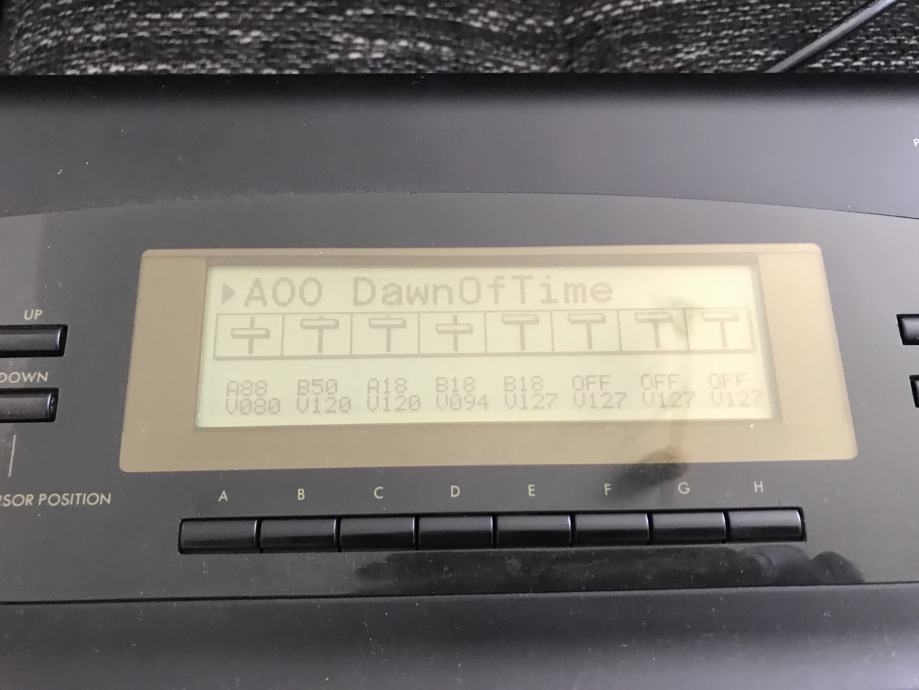 UP
DOWN
A00 DawnOfTime
A88 B50 A18 B18 B18 OFF OFF OFF
V080 V120 V120 V094 V127 V127 V127 V127
RSOR POSITION
A B C D E F G H